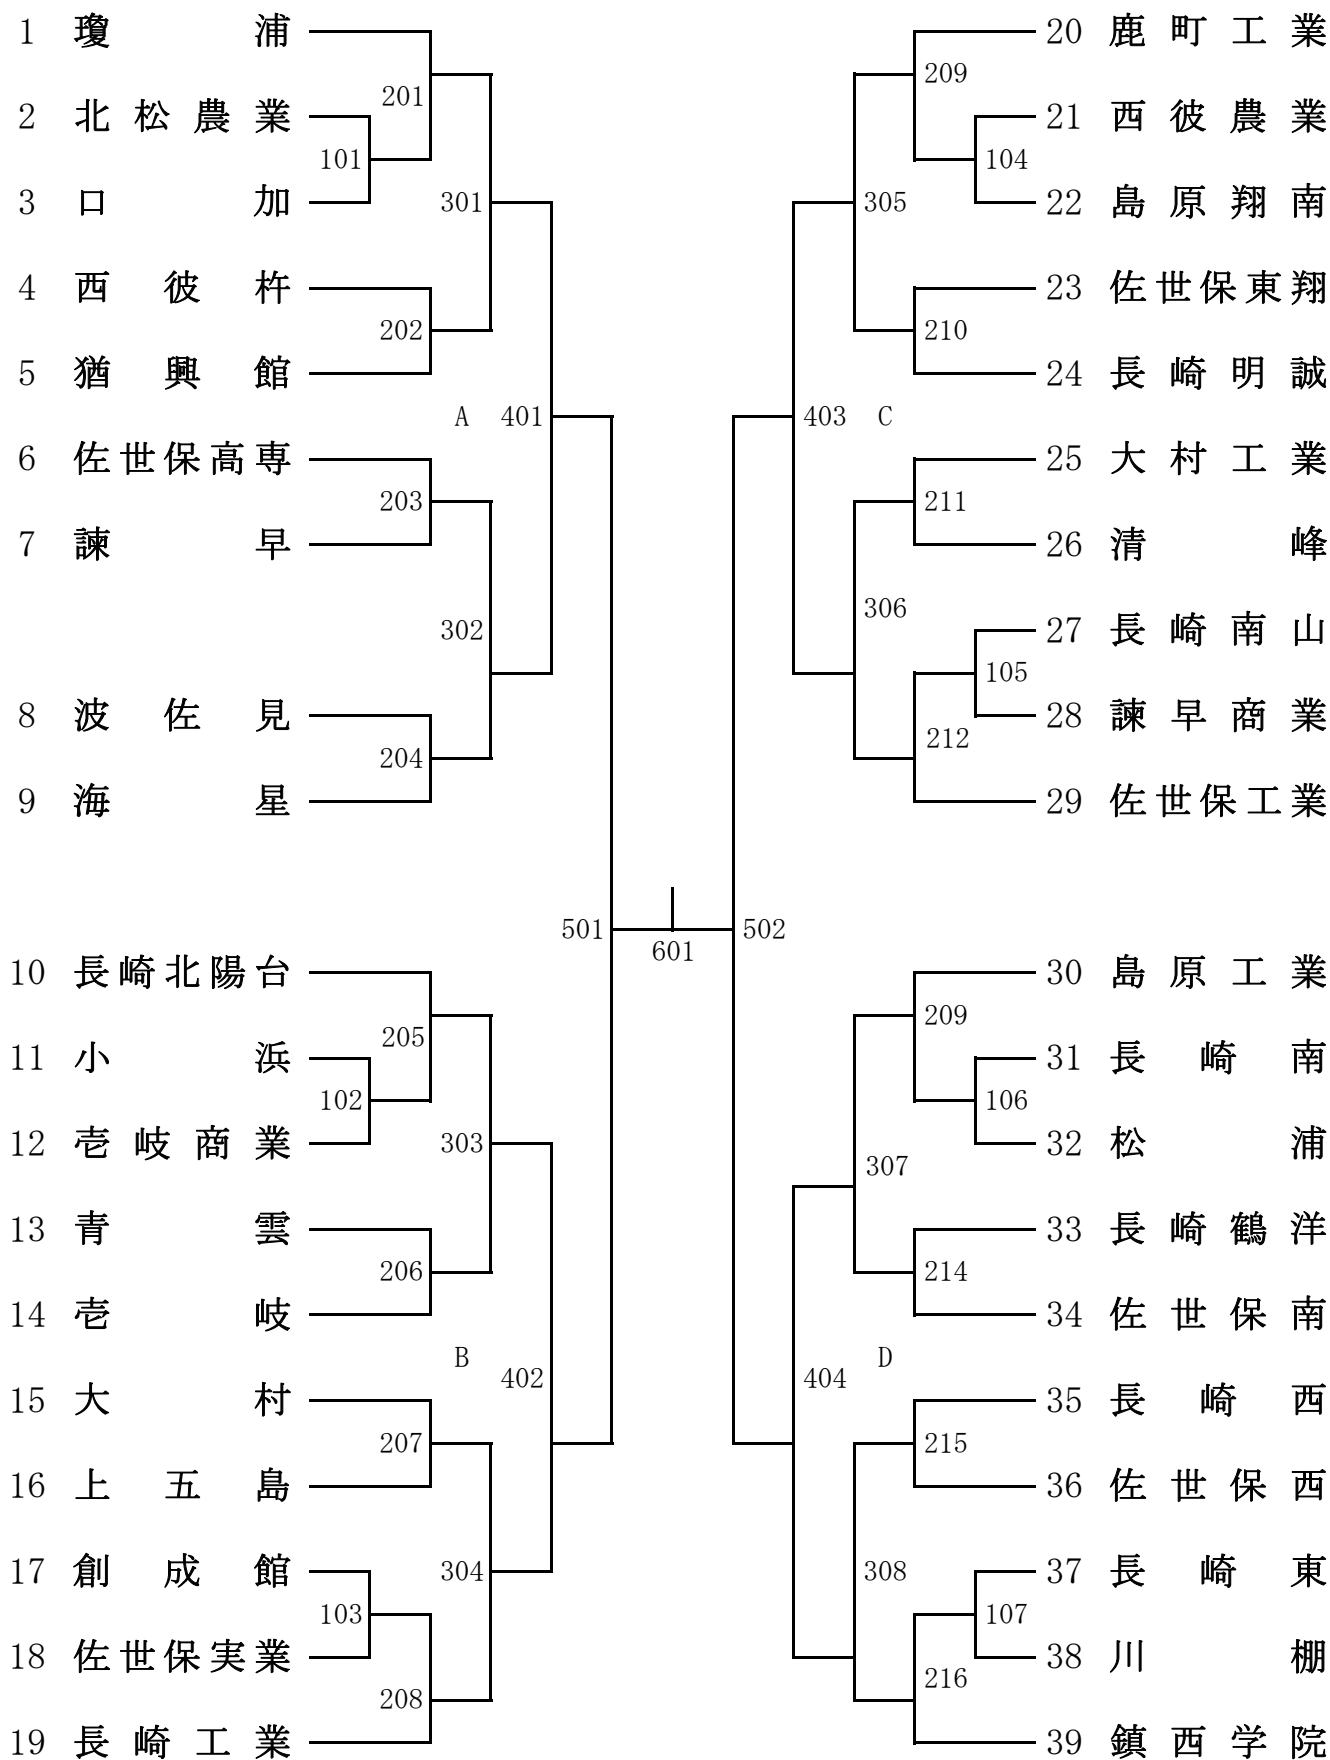 1 瓊浦
201
2 北松農業
101
3 口加
301
4 西彼杵
202
5 猶興館
A 401
6 佐世保高専
203
7 諫早
302
8 波佐見
204
9 海星
501
10 長崎北陽台
205
11 小浜
102
12 壱岐商業
303
13 青雲
206
14 壱岐
B
402
15 大村
207
16 上五島
17 創成館
304
103
18 佐世保実業
208
19 長崎工業
601
20 鹿町工業
209
21 西彼農業
104
22 島原翔南
305
23 佐世保東翔
210
24 長崎明誠
403 C
25 大村工業
211
26 清峰
306
27 長崎南山
105
28 諫早商業
212
29 佐世保工業
502
30 島原工業
209
31 長崎南
106
32 松浦
307
33 長崎鶴洋
214
34 佐世保南
D
404
35 長崎西
215
36 佐世保西
37 長崎東
308
107
38 川棚
216
39 鎮西学院